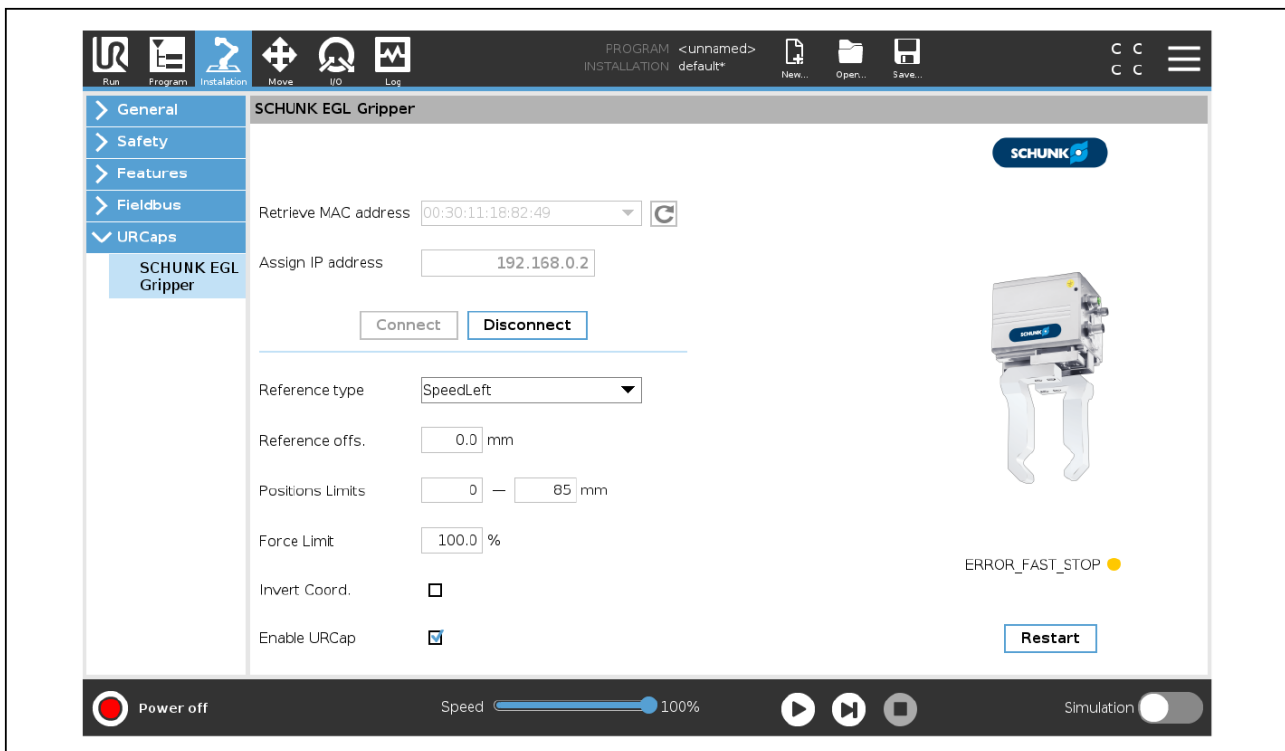 PROGRAM <unnamed>
INSTALLATION default*
Run Program Instalation Move I/O Log New... Open... Save...
C C
C C
General
Safety
Features
Fieldbus
URCaps
SCHUNK EGL
Gripper
SCHUNK EGL Gripper
SCHUNK
Retrieve MAC address 00:30:11:18:82:49
Assign IP address 192.168.0.2
Connect Disconnect
SCHUNK
Reference type SpeedLeft
Reference offs. 0.0 mm
Positions Limits 0 — 85 mm
Force Limit 100.0 %
ERROR_FAST_STOP
Invert Coord.
Enable URCap
Restart
Power off Speed 100% Simulation